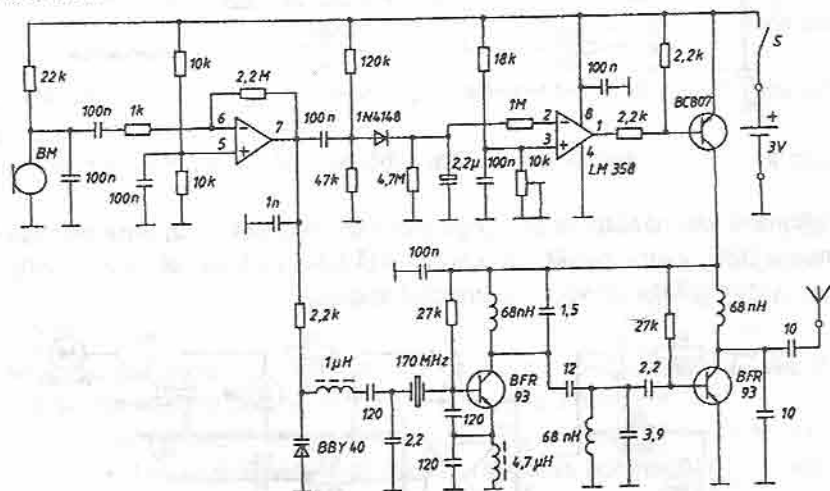 22k
100n
1k
10k
2,2M
6
5
7
100n
120k
1N4148
18k
1M
2
3
100n
8
1
4
2,2k
2,2k
BC807
S
+
3V
BM
100n
100n
10k
47k
4,7M
2,2µ
100n
10k
LM 358
1n
100n
2,2k
27k
68nH
1,5
27k
68nH
10
1µH
170 MHz
BFR
93
12
2,2
BFR
93
120
120
10
BBY 40
2,2
120
4,7µH
68 nH
3,9